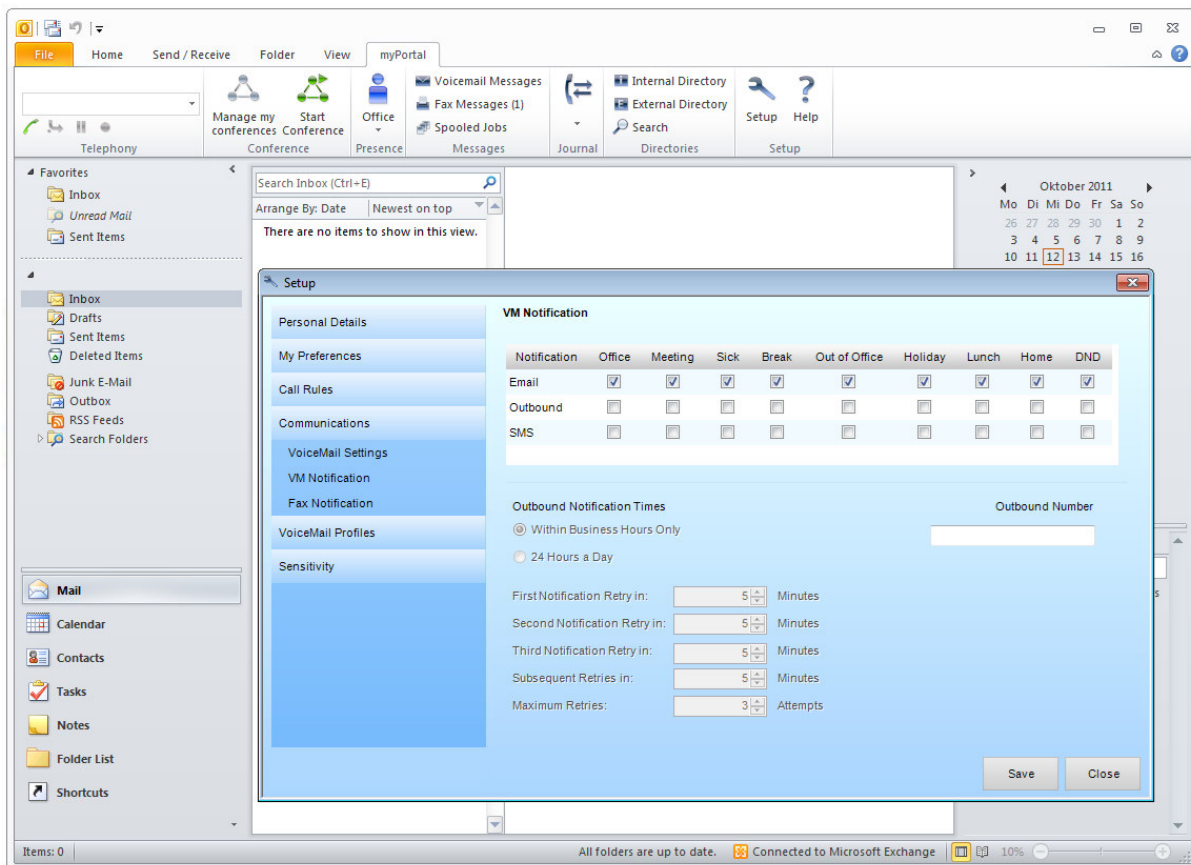 File Home Send / Receive Folder View myPortal
Manage my conferences
Start Conference
Office
Voicemail Messages
Fax Messages (1)
Spooled Jobs
Internal Directory
External Directory
Search
Setup
Help
Telephony Conference Presence Messages Journal Directories Setup
Favorites
Inbox
Unread Mail
Sent Items
Inbox
Drafts
Sent Items
Deleted Items
Junk E-Mail
Outbox
RSS Feeds
Search Folders
Mail
Calendar
Contacts
Tasks
Notes
Folder List
Shortcuts
Search Inbox (Ctrl+E)
Arrange By: Date Newest on top
There are no items to show in this view.
Oktober 2011
Mo Di Mi Do Fr Sa So
26 27 28 29 30 1 2
3 4 5 6 7 8 9
10 11 12 13 14 15 16
Setup
Personal Details
My Preferences
Call Rules
Communications
VoiceMail Settings
VM Notification
Fax Notification
VoiceMail Profiles
Sensitivity
VM Notification
Notification Office Meeting Sick Break Out of Office Holiday Lunch Home DND
Email
Outbound
SMS
Outbound Notification Times
Within Business Hours Only
24 Hours a Day
Outbound Number
First Notification Retry in: 5 Minutes
Second Notification Retry in: 5 Minutes
Third Notification Retry in: 5 Minutes
Subsequent Retries in: 5 Minutes
Maximum Retries: 3 Attempts
Save Close
Items: 0 All folders are up to date. Connected to Microsoft Exchange 10%